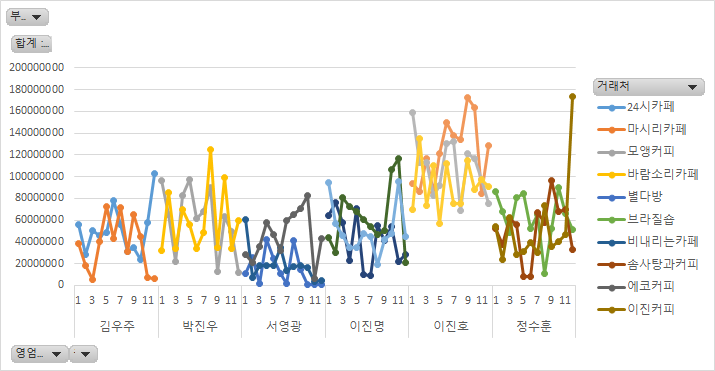 부...
합계 :...
200000000
180000000
160000000
140000000
120000000
100000000
80000000
60000000
40000000
20000000
0
1 3 5 7 9 11 1 3 5 7 9 11 1 3 5 7 9 11 1 3 5 7 9 11 1 3 5 7 9 11 1 3 5 7 9 11
김우주 박진우 서영광 이진명 이진호 정수훈
거래처
24시카페
마시리카페
모앵커피
바람소리카페
별다방
브라질숍
비내리는카페
솜사탕과커피
에코커피
이진커피
영엄...